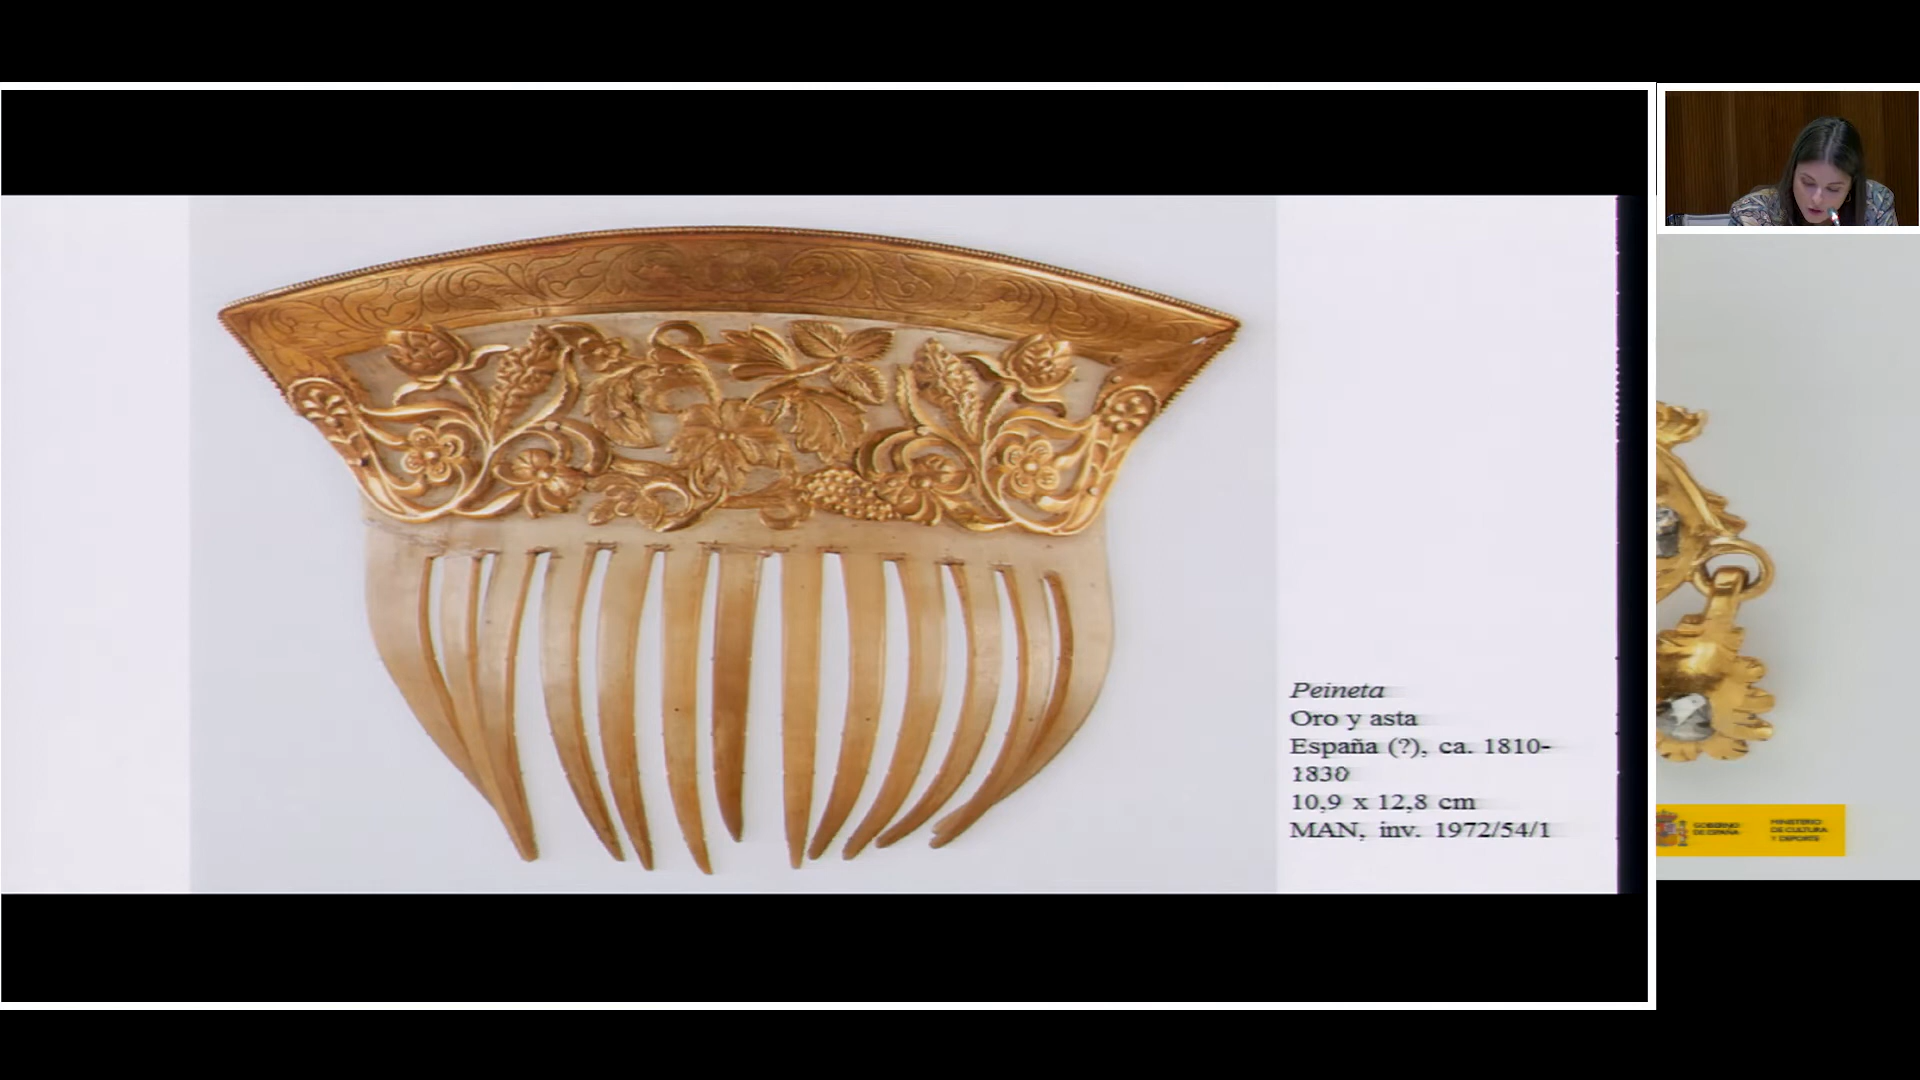 Peineta
Oro y asta
España (?), ca. 1810-
1830
10,9 x 12,8 cm
MAN, inv. 1972/54/1
GOBIERNO
DE ESPAÑA
MINISTERIO
DE CULTURA
Y DEPORTE